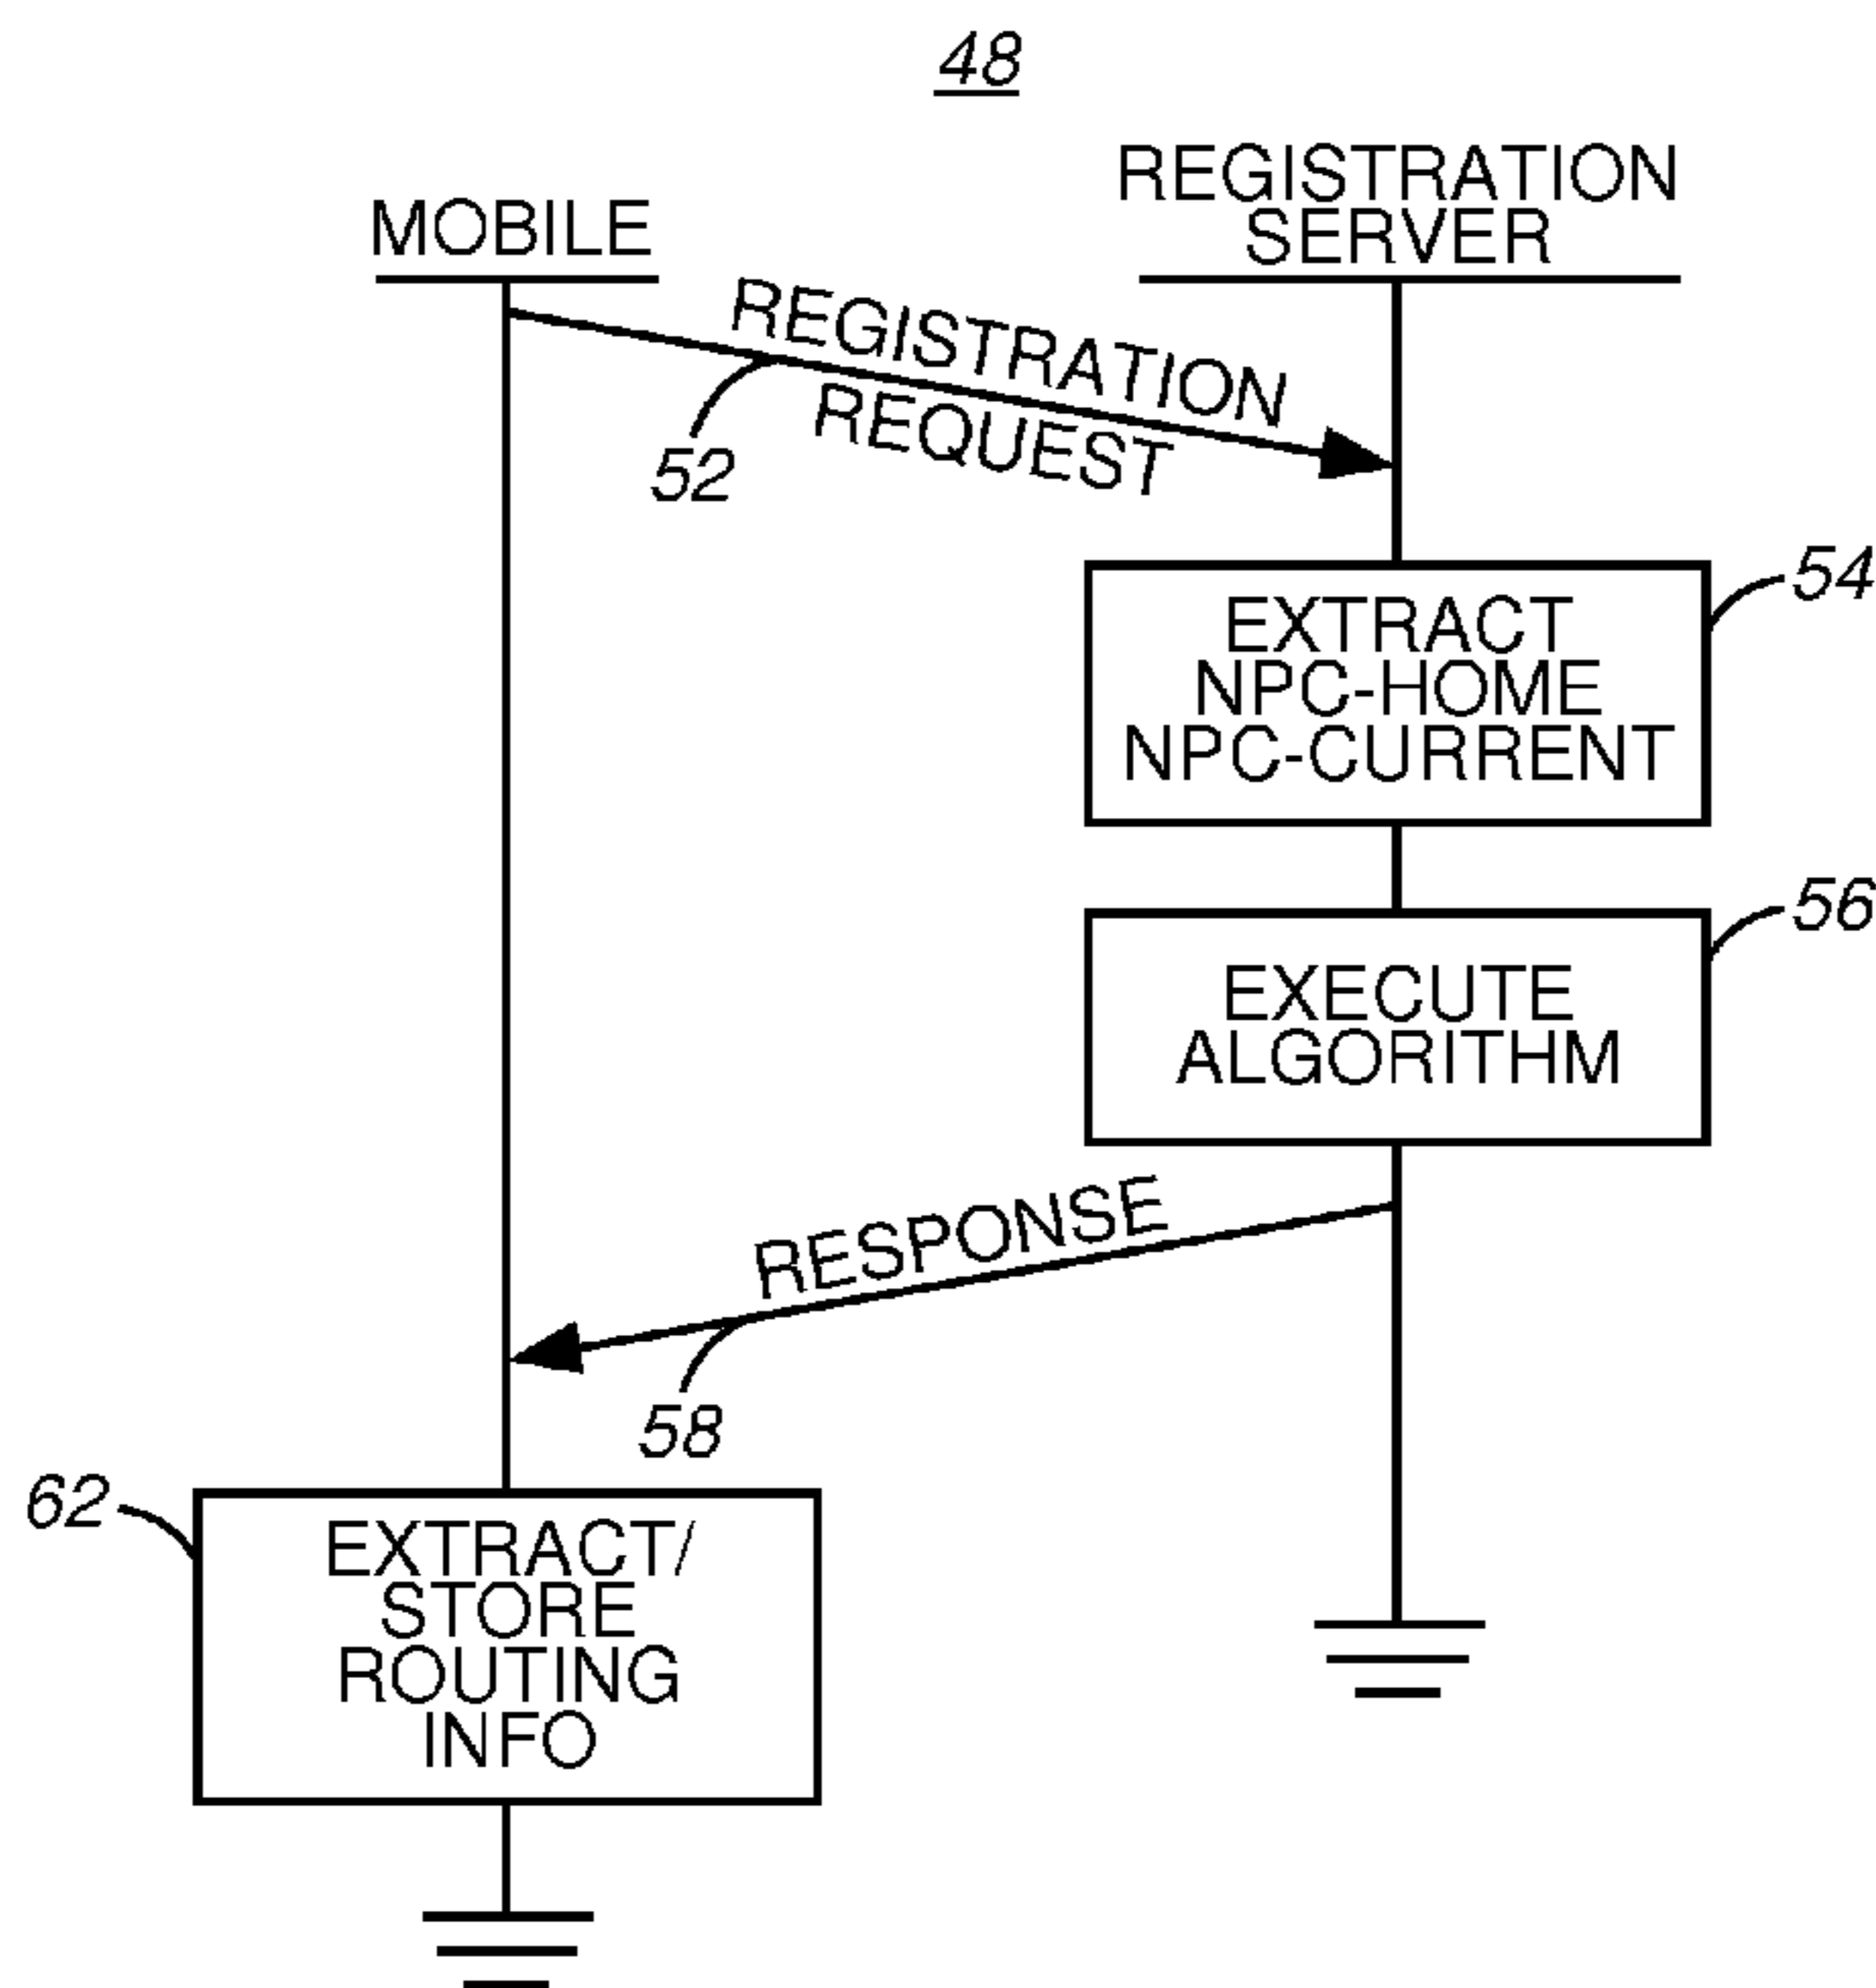 48
MOBILE
REGISTRATION
SERVER
REGISTRATION
REQUEST
52
EXTRACT
NPC-HOME
NPC-CURRENT
54
EXECUTE
ALGORITHM
56
RESPONSE
58
62
EXTRACT/
STORE
ROUTING
INFO